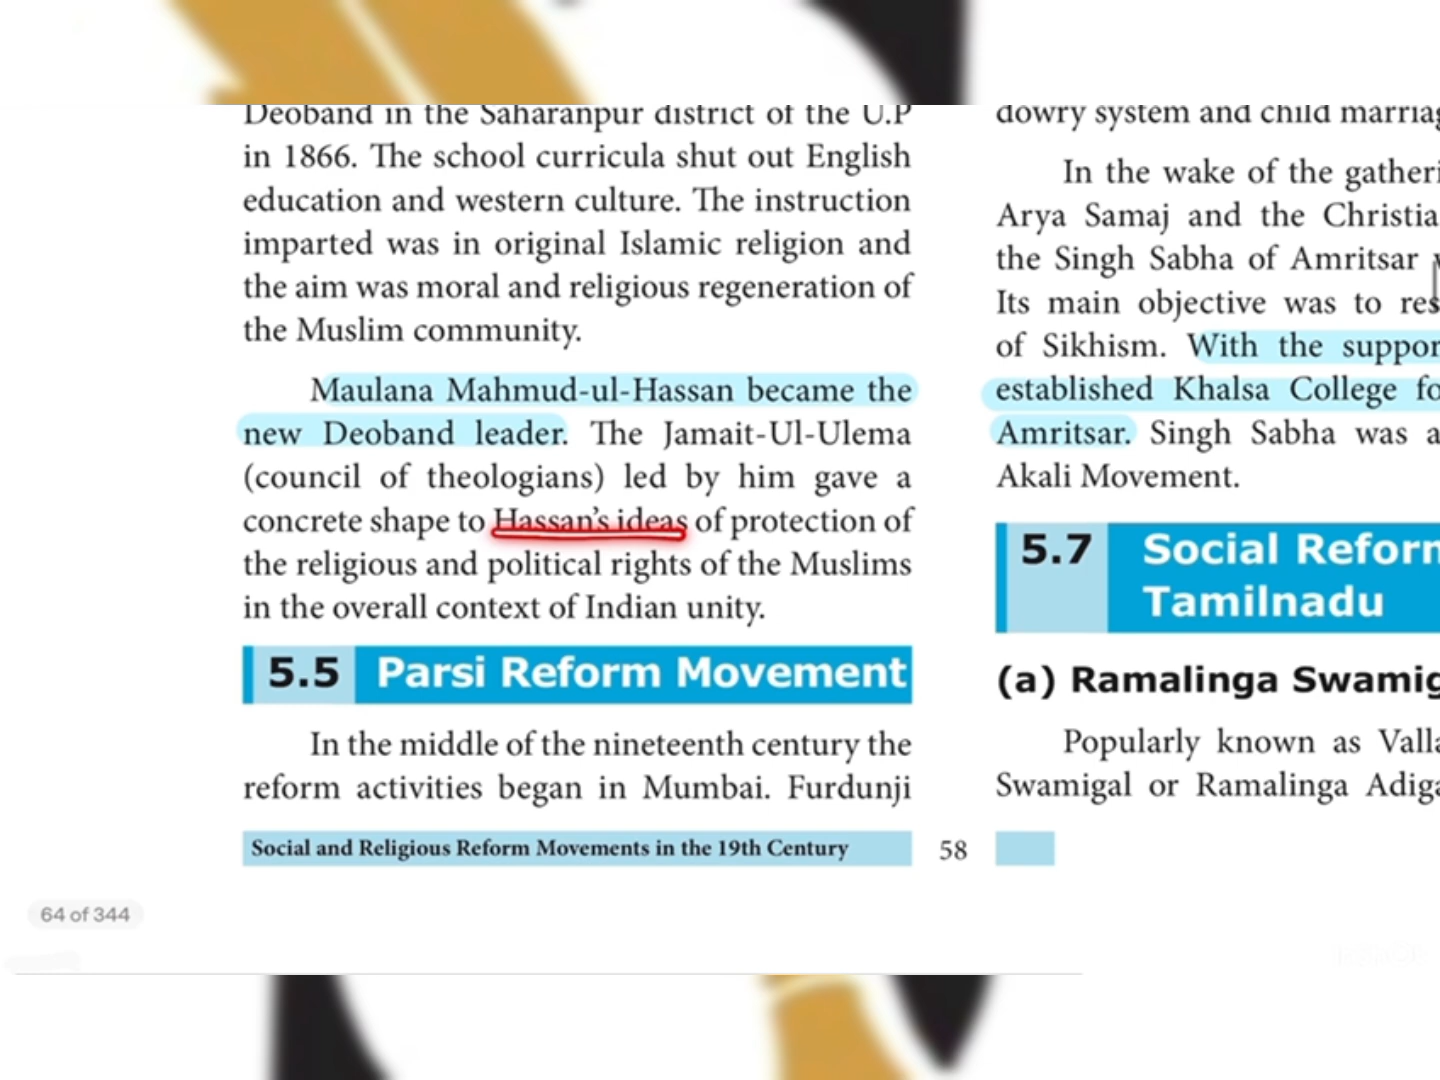 Deoband in the Saharanpur district of the U.P
in 1866. The school curricula shut out English
education and western culture. The instruction
imparted was in original Islamic religion and
the aim was moral and religious regeneration of
the Muslim community.
Maulana Mahmud-ul-Hassan became the
new Deoband leader. The Jamait-Ul-Ulema
(council of theologians) led by him gave a
concrete shape to Hassan's ideas of protection of
the religious and political rights of the Muslims
in the overall context of Indian unity.
5.5 Parsi Reform Movement
In the middle of the nineteenth century the
reform activities began in Mumbai. Furdunji
Social and Religious Reform Movements in the 19th Century
58
dowry system and child
In the wake of the
Arya Samaj and the
the Singh Sabha of Amritsar
Its main objective was to
of Sikhism. With the
established Khalsa College
Amritsar. Singh Sabha was
Akali Movement.
5.7 Social
Tamilnadu
(a) Ramalinga
Popularly known as
Swamigal or Ramalinga
64 of 344